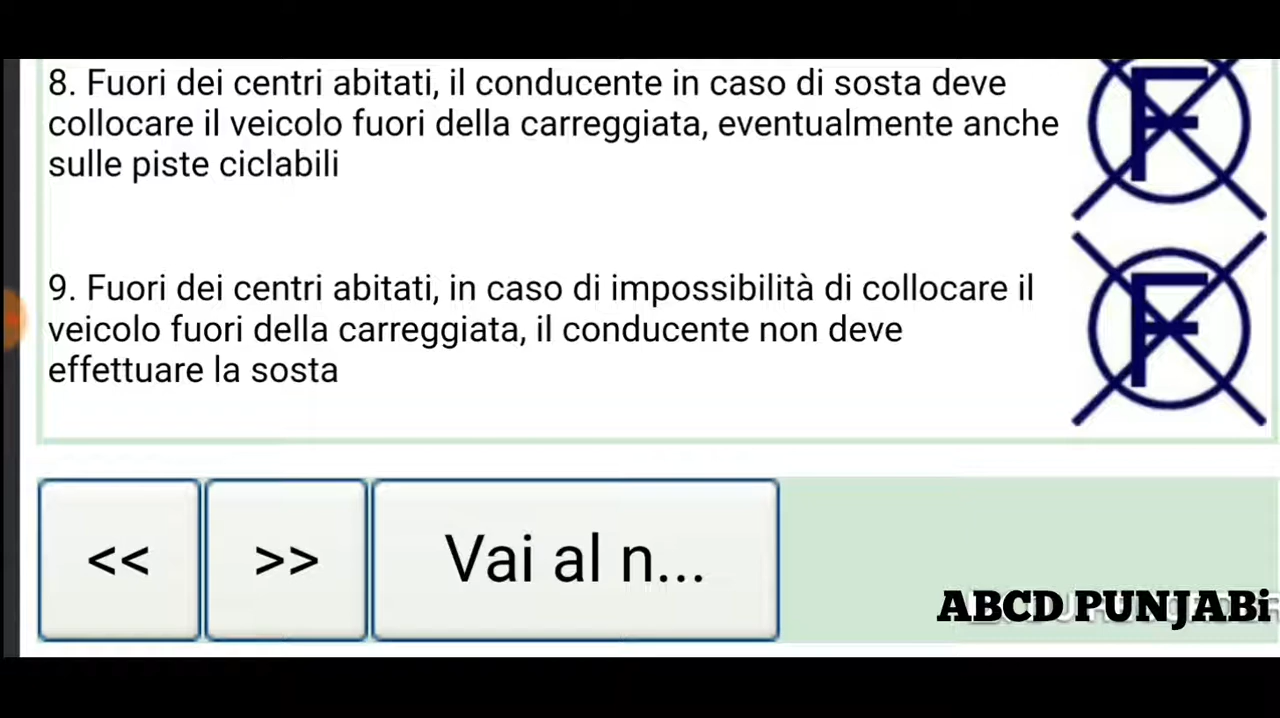 8. Fuori dei centri abitati, il conducente in caso di sosta deve
collocare il veicolo fuori della carreggiata, eventualmente anche
sulle piste ciclabili
F
9. Fuori dei centri abitati, in caso di impossibilità di collocare il
veicolo fuori della carreggiata, il conducente non deve
effettuare la sosta
F
<< >> Vai al n...
ABCD PUNJABi